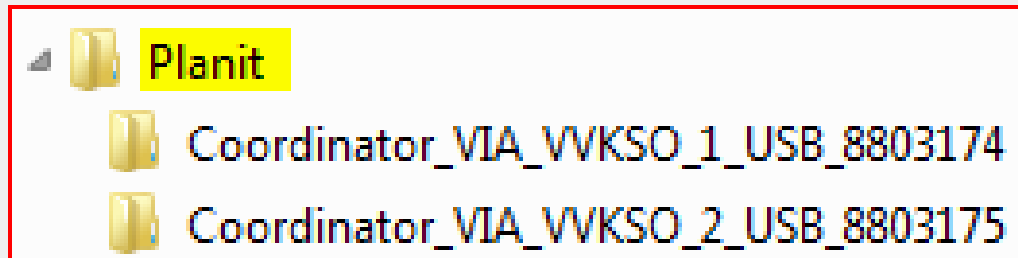 Planit
Coordinator_VIA_VVKSO_1_USB_8803174
Coordinator_VIA_VVKSO_2_USB_8803175